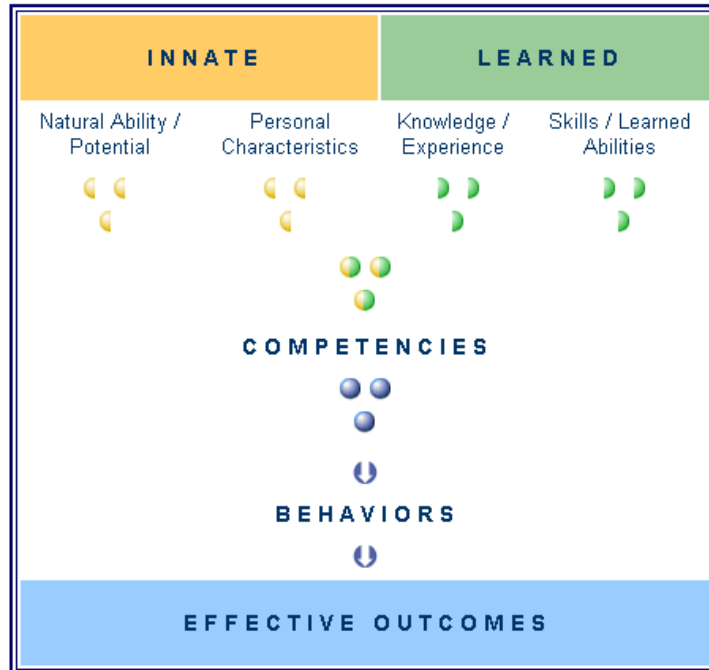 INNATE
LEARNED
Natural Ability /
Potential
Personal
Characteristics
Knowledge /
Experience
Skills / Learned
Abilities
COMPETENCIES
BEHAVIORS
EFFECTIVE OUTCOMES